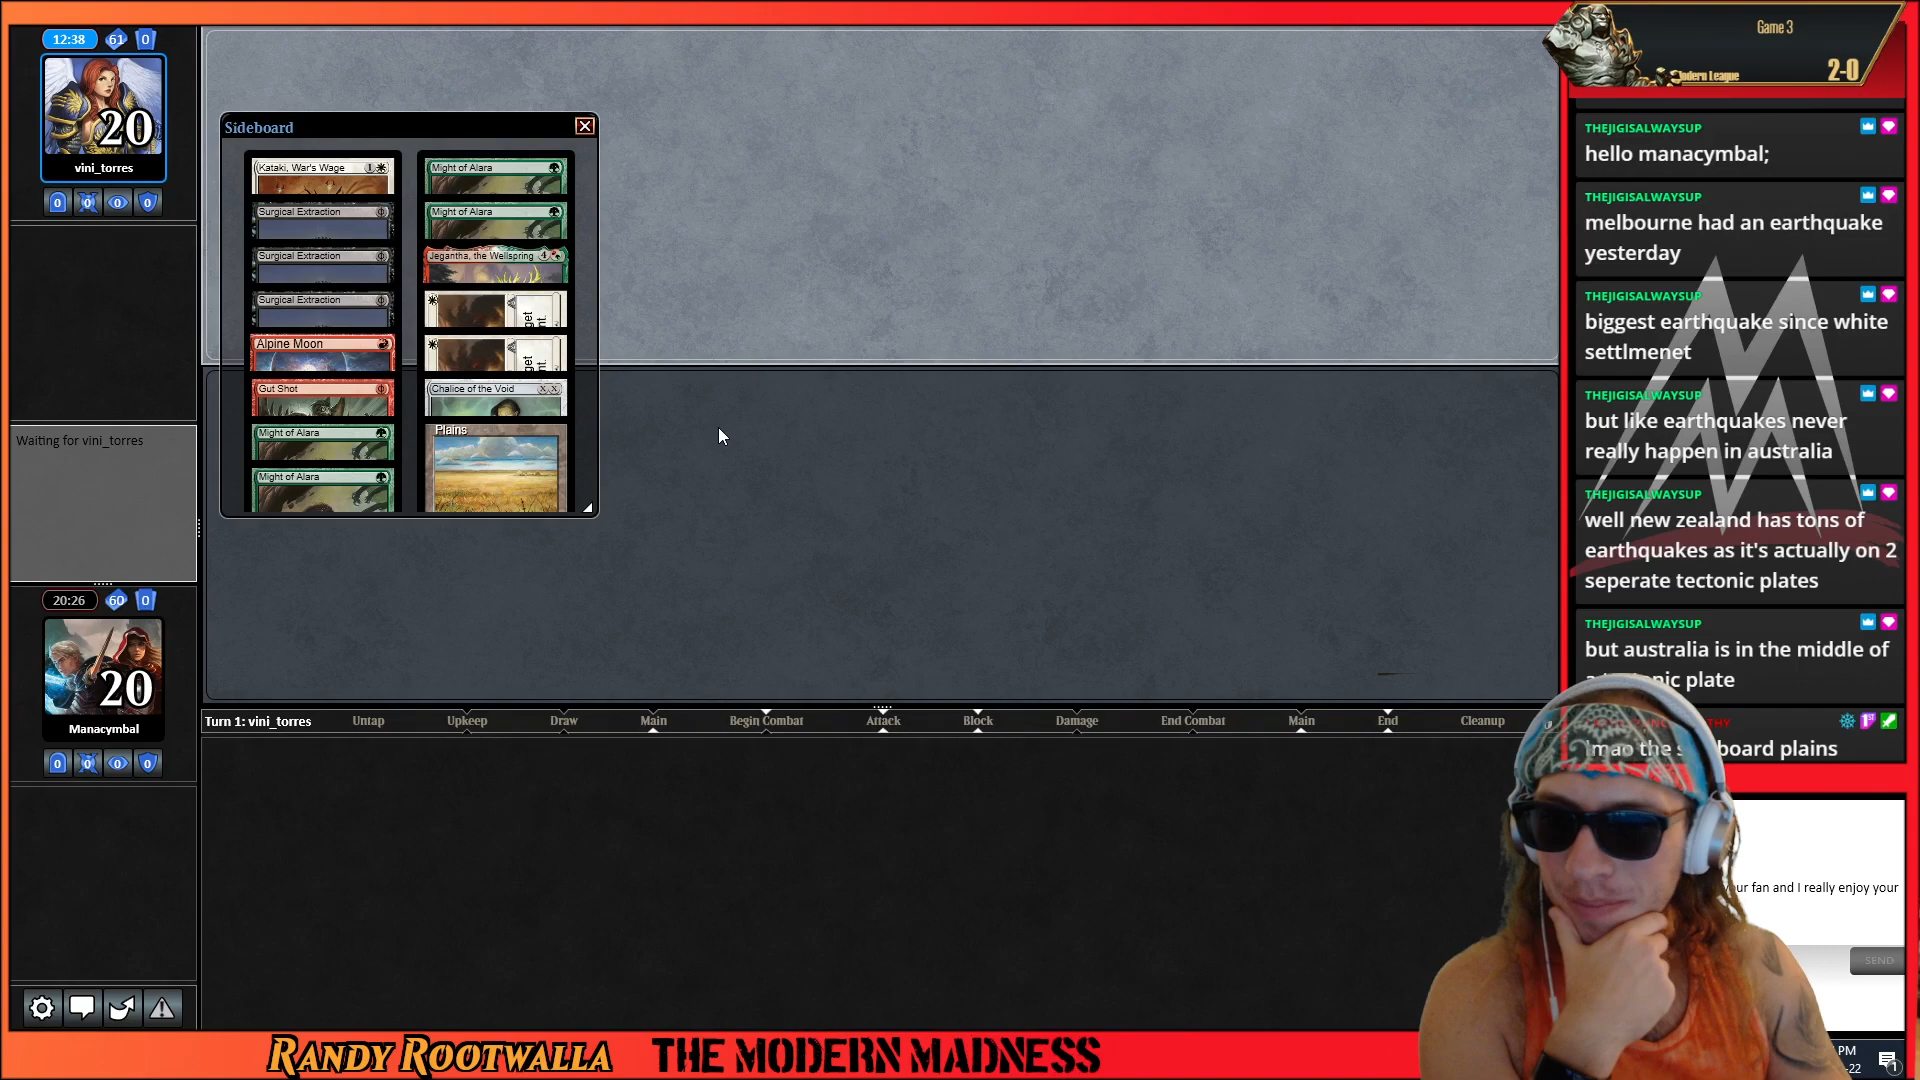 12:38 61 0
20
vini_torres
0 0 0 0
Waiting for vini_torres
20:26 60 0
20
Manacymbal
0 0 0 0
Sideboard
Kataki, War's Wage 1
Surgical Extraction
Surgical Extraction
Surgical Extraction
Alpine Moon
Gut Shot
Might of Alara
Might of Alara
Might of Alara
Might of Alara
Jegantha, the Wellspring 4
Chalice of the Void X X
Plains
Turn 1: vini_torres Untap Upkeep Draw Main Begin Combat Attack Block Damage End Combat Main End Cleanup
Game 3
Modern League 2-0
THEJIGISALWAYSUP
hello manacymbal;
THEJIGISALWAYSUP
melbourne had an earthquake
yesterday
THEJIGISALWAYSUP
biggest earthquake since white
settlmenet
THEJIGISALWAYSUP
but like earthquakes never
really happen in australia
THEJIGISALWAYSUP
well new zealand has tons of
earthquakes as it's actually on 2
seperate tectonic plates
THEJIGISALWAYSUP
but australia is in the middle of
plate
lmao the board plains
fan and I really enjoy your
SEND
PM
-22
1
RANDY ROOTWALLA THE MODERN MADNESS